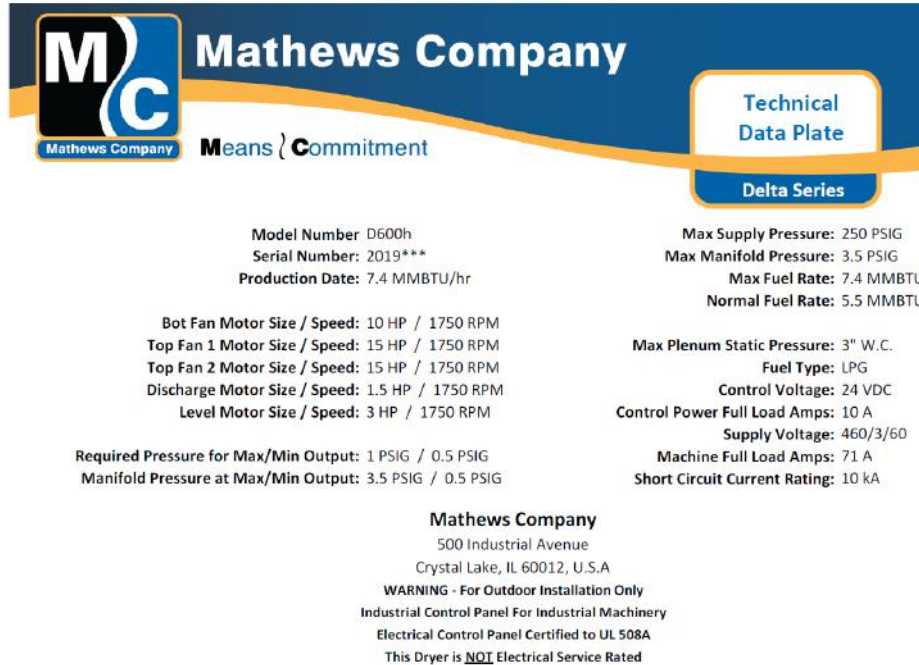 M
C
Mathews Company
Mathews Company
Means Commitment
Technical
Data Plate
Delta Series
Model Number D600h
Serial Number: 2019***
Production Date: 7.4 MMBTU/hr
Bot Fan Motor Size / Speed: 10 HP / 1750 RPM
Top Fan 1 Motor Size / Speed: 15 HP / 1750 RPM
Top Fan 2 Motor Size / Speed: 15 HP / 1750 RPM
Discharge Motor Size / Speed: 1.5 HP / 1750 RPM
Level Motor Size / Speed: 3 HP / 1750 RPM
Required Pressure for Max/Min Output: 1 PSIG / 0.5 PSIG
Manifold Pressure at Max/Min Output: 3.5 PSIG / 0.5 PSIG
Max Supply Pressure: 250 PSIG
Max Manifold Pressure: 3.5 PSIG
Max Fuel Rate: 7.4 MMBTU
Normal Fuel Rate: 5.5 MMBTU
Max Plenum Static Pressure: 3" W.C.
Fuel Type: LPG
Control Voltage: 24 VDC
Control Power Full Load Amps: 10 A
Supply Voltage: 460/3/60
Machine Full Load Amps: 71 A
Short Circuit Current Rating: 10 kA
Mathews Company
500 Industrial Avenue
Crystal Lake, IL 60012, U.S.A
WARNING - For Outdoor Installation Only
Industrial Control Panel For Industrial Machinery
Electrical Control Panel Certified to UL 508A
This Dryer is NOT Electrical Service Rated